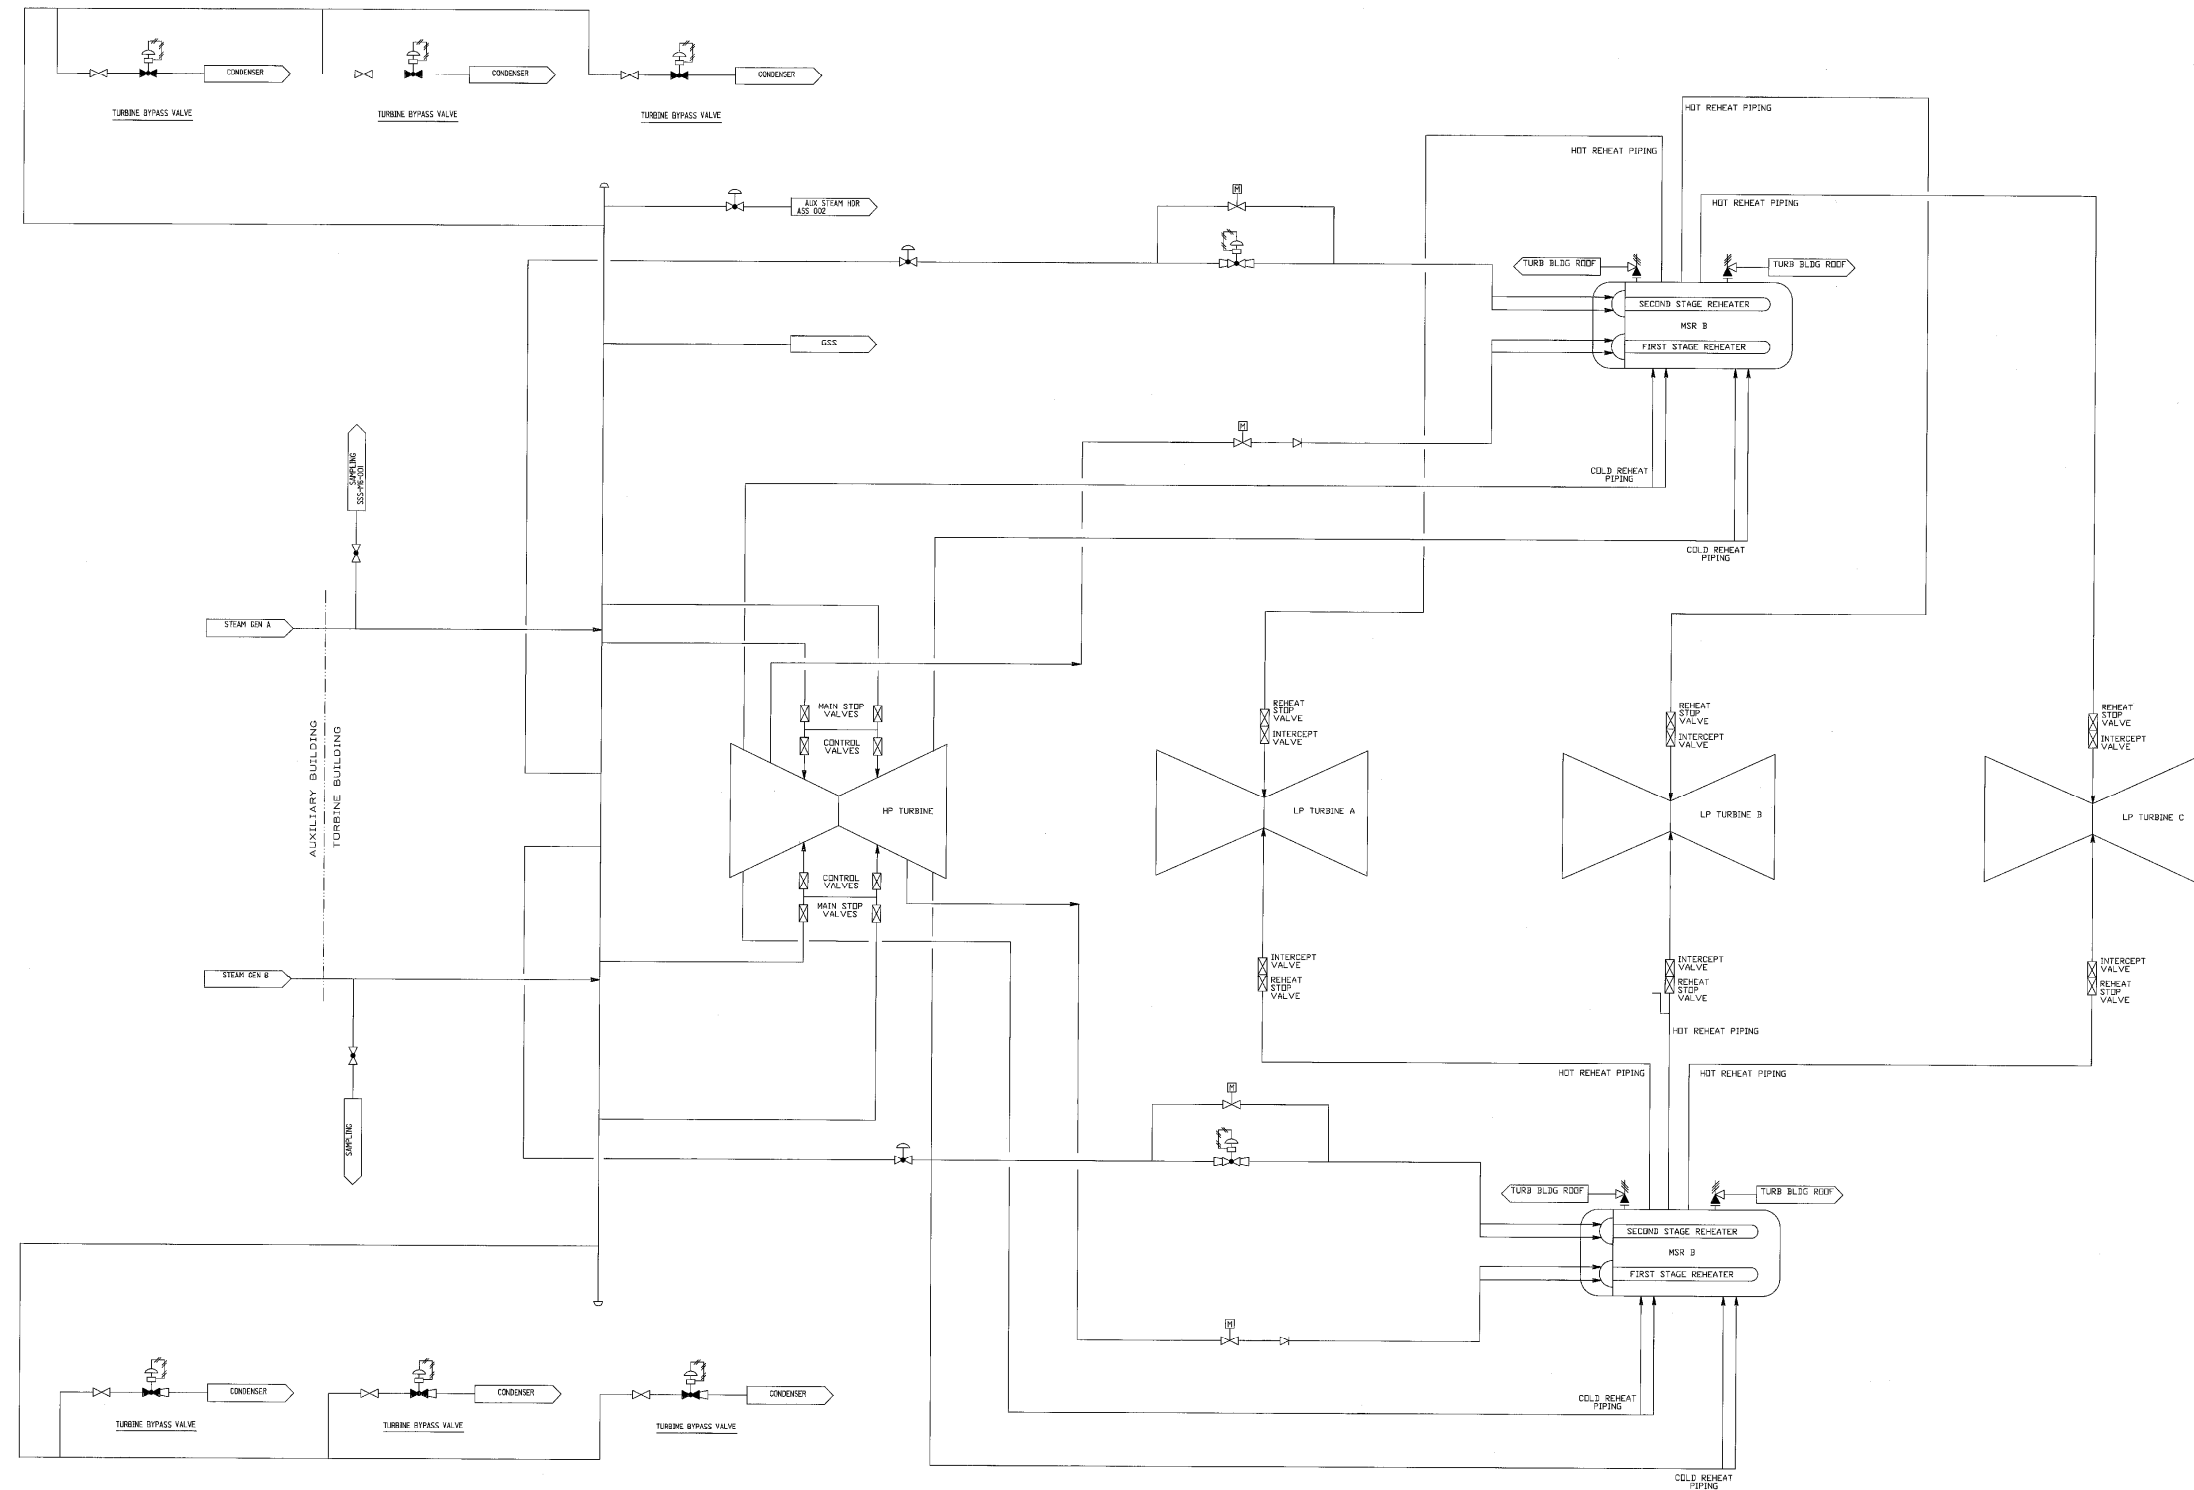 CONDENSER
CONDENSER
CONDENSER
TURBINE BYPASS VALVE
TURBINE BYPASS VALVE
TURBINE BYPASS VALVE
HOT REHEAT PIPING
HOT REHEAT PIPING
HOT REHEAT PIPING
M
AUX STEAM HDR
ASS 002
TURB BLDG ROOF
TURB BLDG ROOF
SECOND STAGE REHEATER
MSR B
FIRST STAGE REHEATER
GSS
M
SAMPLING
SSS-M6-001
COLD REHEAT
PIPING
COLD REHEAT
PIPING
STEAM GEN A
AUXILIARY BUILDING
TURBINE BUILDING
MAIN STOP
VALVES
CONTROL
VALVES
REHEAT
STOP
VALVE
INTERCEPT
VALVE
REHEAT
STOP
VALVE
INTERCEPT
VALVE
REHEAT
STOP
VALVE
INTERCEPT
VALVE
HP TURBINE
LP TURBINE A
LP TURBINE B
LP TURBINE C
CONTROL
VALVES
MAIN STOP
VALVES
STEAM GEN B
INTERCEPT
VALVE
REHEAT
STOP
VALVE
INTERCEPT
VALVE
REHEAT
STOP
VALVE
INTERCEPT
VALVE
REHEAT
STOP
VALVE
HOT REHEAT PIPING
HOT REHEAT PIPING
HOT REHEAT PIPING
M
SAMPLING
TURB BLDG ROOF
TURB BLDG ROOF
SECOND STAGE REHEATER
MSR B
FIRST STAGE REHEATER
M
CONDENSER
CONDENSER
CONDENSER
TURBINE BYPASS VALVE
TURBINE BYPASS VALVE
TURBINE BYPASS VALVE
COLD REHEAT
PIPING
COLD REHEAT
PIPING